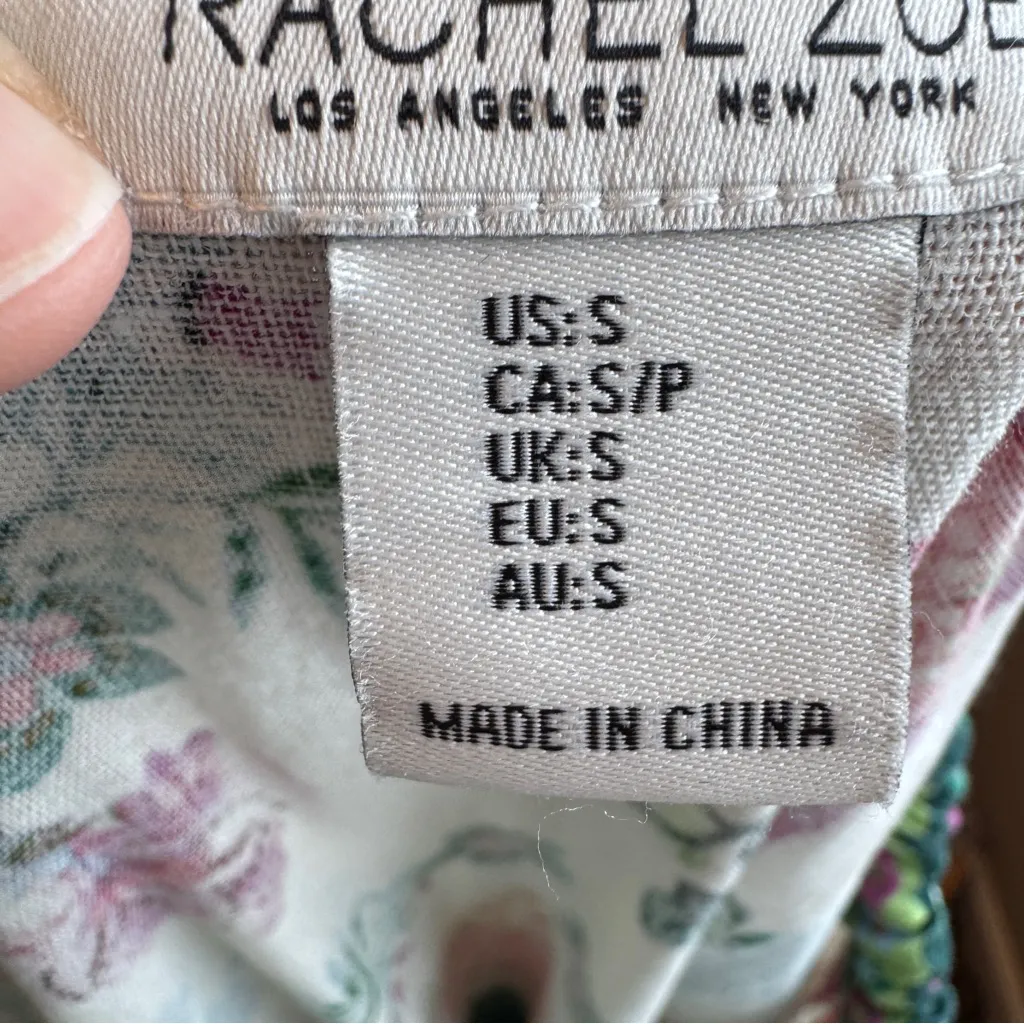 RACHEL ZOE
LOS ANGELES NEW YORK
US:S
CA:S/P
UK:S
EU:S
AU:S
MADE IN CHINA